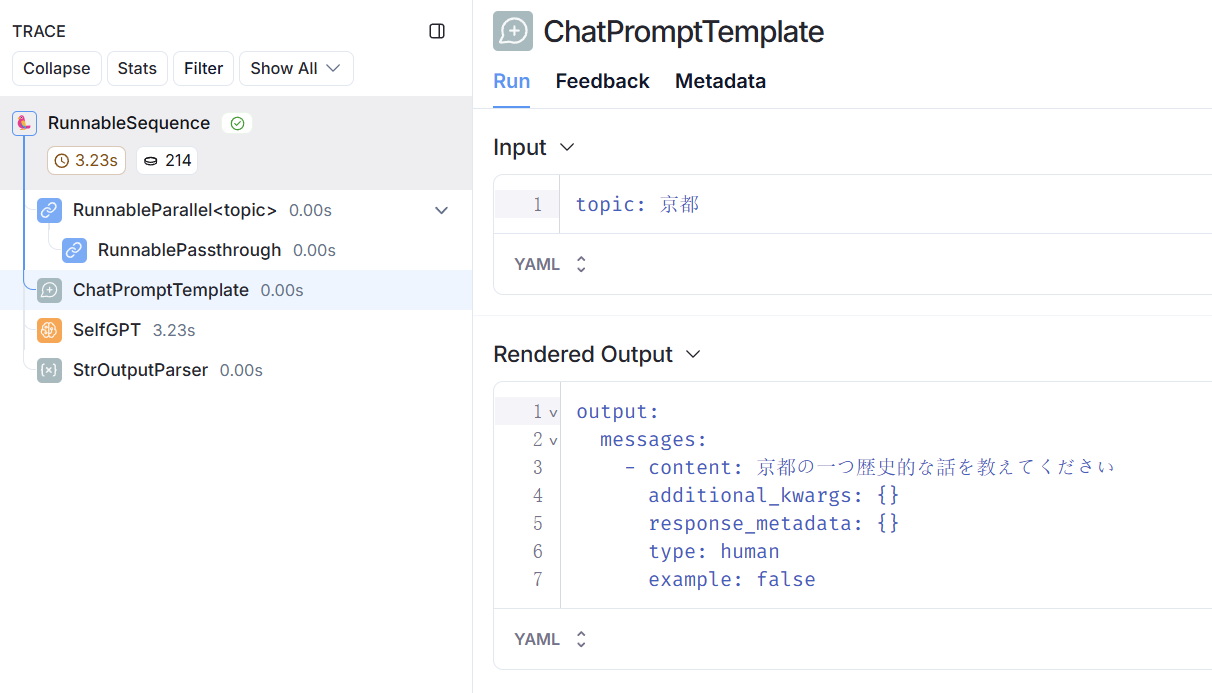 TRACE
Collapse Stats Filter Show All
RunnableSequence
3.23s 214
RunnableParallel<topic> 0.00s
RunnablePassthrough 0.00s
ChatPromptTemplate 0.00s
SelfGPT 3.23s
StrOutputParser 0.00s
ChatPromptTemplate
Run Feedback Metadata
Input
1 topic: 京都
YAML
Rendered Output
1 output:
2 messages:
3 - content: 京都の一つ歴史的な話を教えてください
4 additional_kwargs: {}
5 response_metadata: {}
6 type: human
7 example: false
YAML